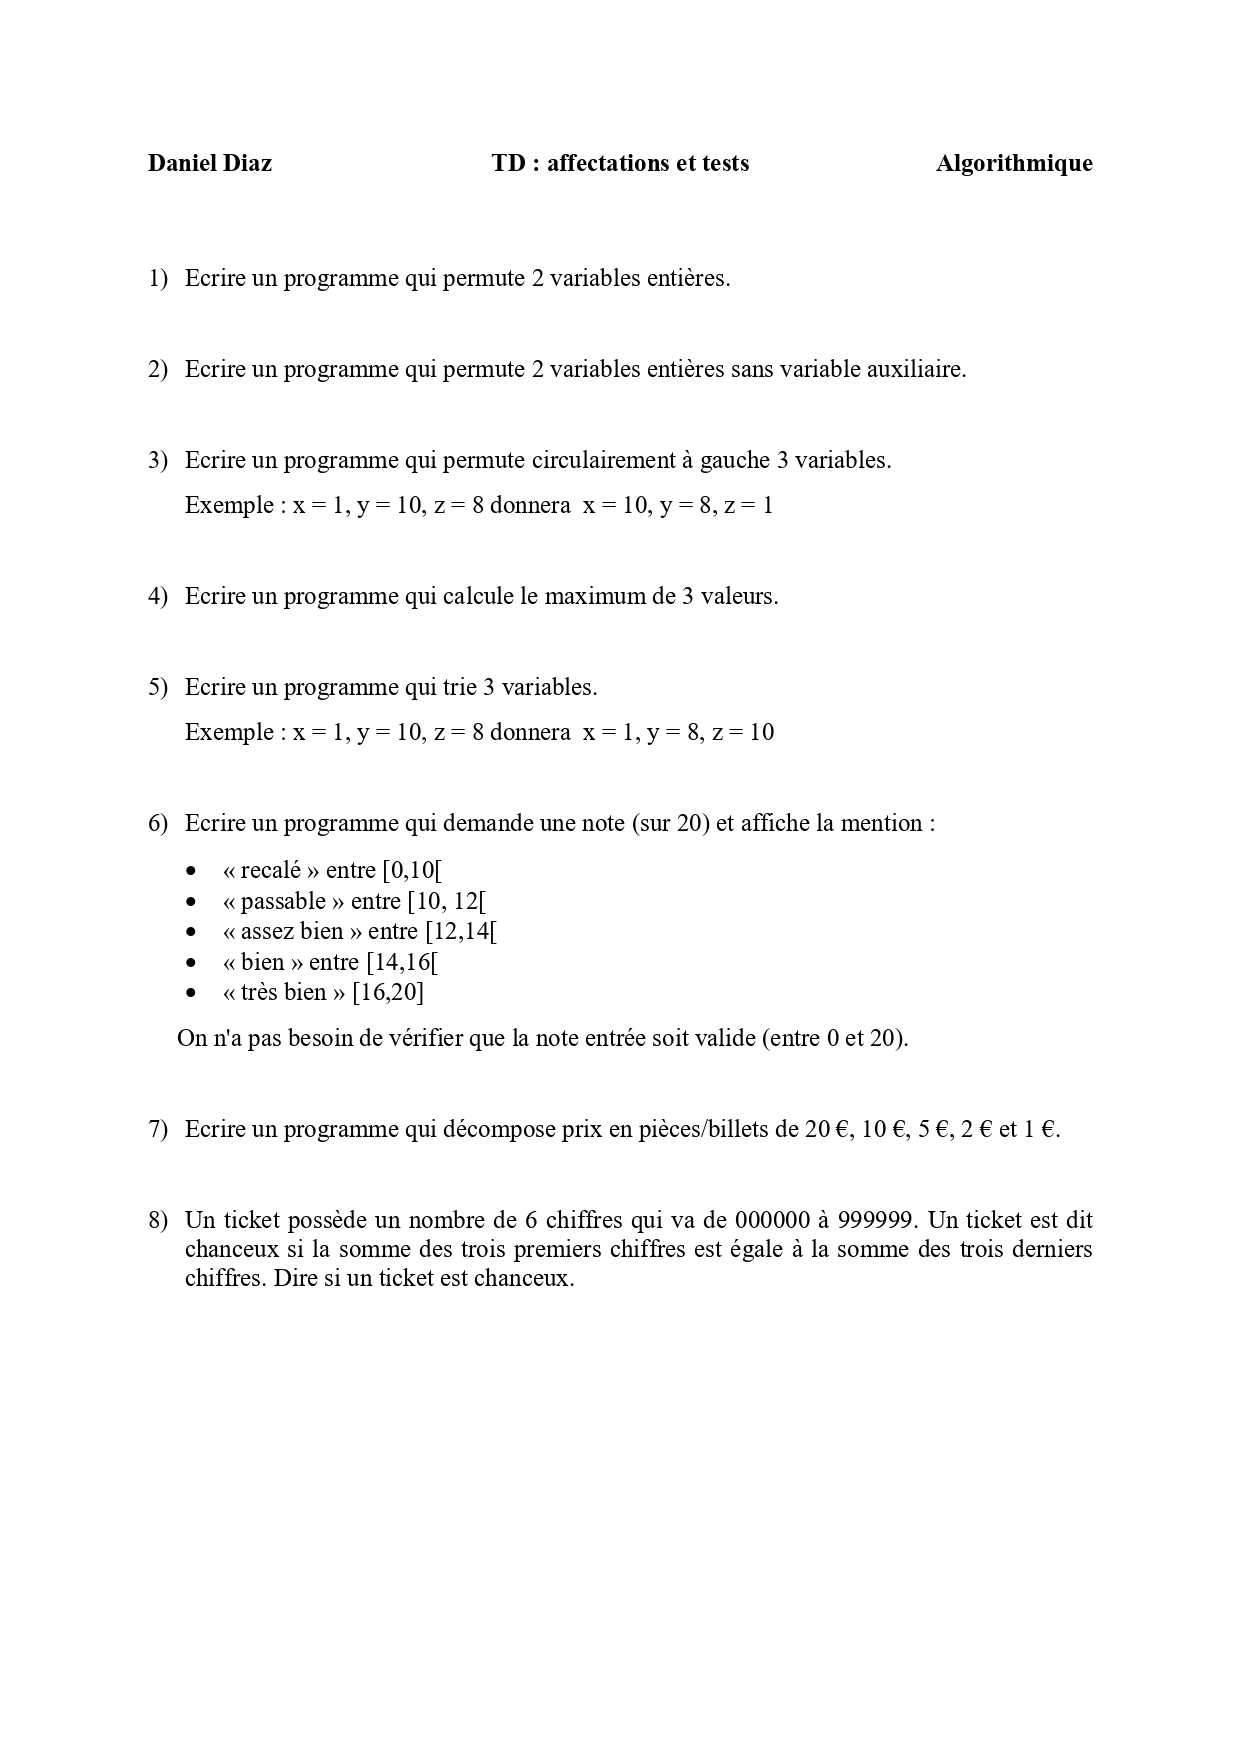 Daniel Diaz TD : affectations et tests Algorithmique
1) Ecrire un programme qui permute 2 variables entières.
2) Ecrire un programme qui permute 2 variables entières sans variable auxiliaire.
3) Ecrire un programme qui permute circulairement à gauche 3 variables.
Exemple : x = 1, y = 10, z = 8 donnera x = 10, y = 8, z = 1
4) Ecrire un programme qui calcule le maximum de 3 valeurs.
5) Ecrire un programme qui trie 3 variables.
Exemple : x = 1, y = 10, z = 8 donnera x = 1, y = 8, z = 10
6) Ecrire un programme qui demande une note (sur 20) et affiche la mention :
• « recalé » entre [0,10[
• « passable » entre [10, 12[
• « assez bien » entre [12,14[
• « bien » entre [14,16[
• « très bien » [16,20]
On n'a pas besoin de vérifier que la note entrée soit valide (entre 0 et 20).
7) Ecrire un programme qui décompose prix en pièces/billets de 20 €, 10 €, 5 €, 2 € et 1 €.
8) Un ticket possède un nombre de 6 chiffres qui va de 000000 à 999999. Un ticket est dit
chanceux si la somme des trois premiers chiffres est égale à la somme des trois derniers
chiffres. Dire si un ticket est chanceux.